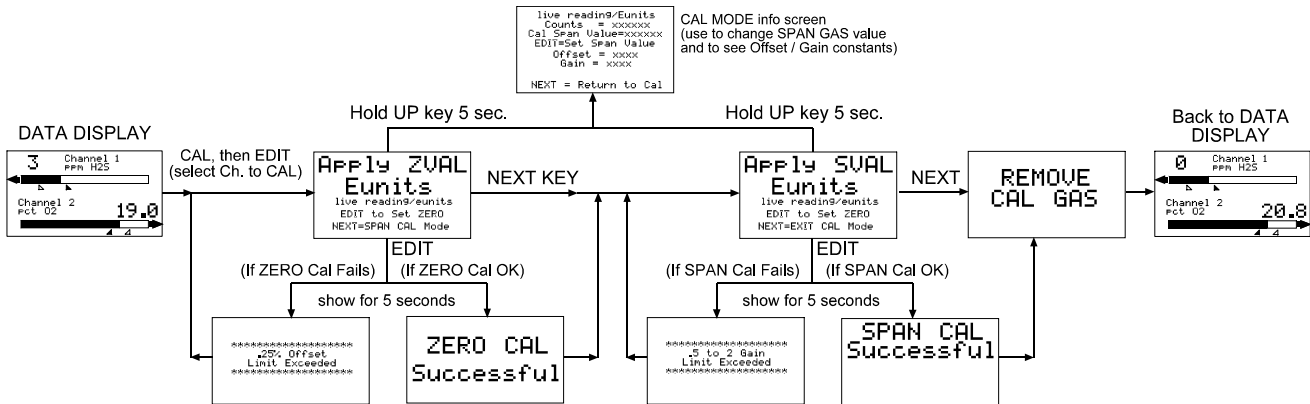 live reading/Eunits
Counts = xxxxxx
Cal Span Value=xxxxxx
EDIT=Set Span Value
Offset = xxxx
Gain = xxxx
NEXT = Return to Cal
CAL MODE info screen
(use to change SPAN GAS value
and to see Offset / Gain constants)
Hold UP key 5 sec.
Hold UP key 5 sec.
DATA DISPLAY
3
Channel 1
ppm H2S
Channel 2
pct O2
19.0
CAL, then EDIT
(select Ch. to CAL)
Apply ZVAL
Eunits
live reading/eunits
EDIT to Set ZERO
NEXT=SPAN CAL Mode
NEXT KEY
Apply SVAL
Eunits
live reading/eunits
EDIT to Set ZERO
NEXT=EXIT CAL Mode
NEXT
REMOVE
CAL GAS
Back to DATA
DISPLAY
0
Channel 1
ppm H2S
Channel 2
pct O2
20.8
EDIT
(If ZERO Cal Fails)
(If ZERO Cal OK)
show for 5 seconds
*******************
.25% Offset
Limit Exceeded
*******************
ZERO CAL
Successful
EDIT
(If SPAN Cal Fails)
(If SPAN Cal OK)
show for 5 seconds
*******************
.5 to 2 Gain
Limit Exceeded
*******************
SPAN CAL
Successful